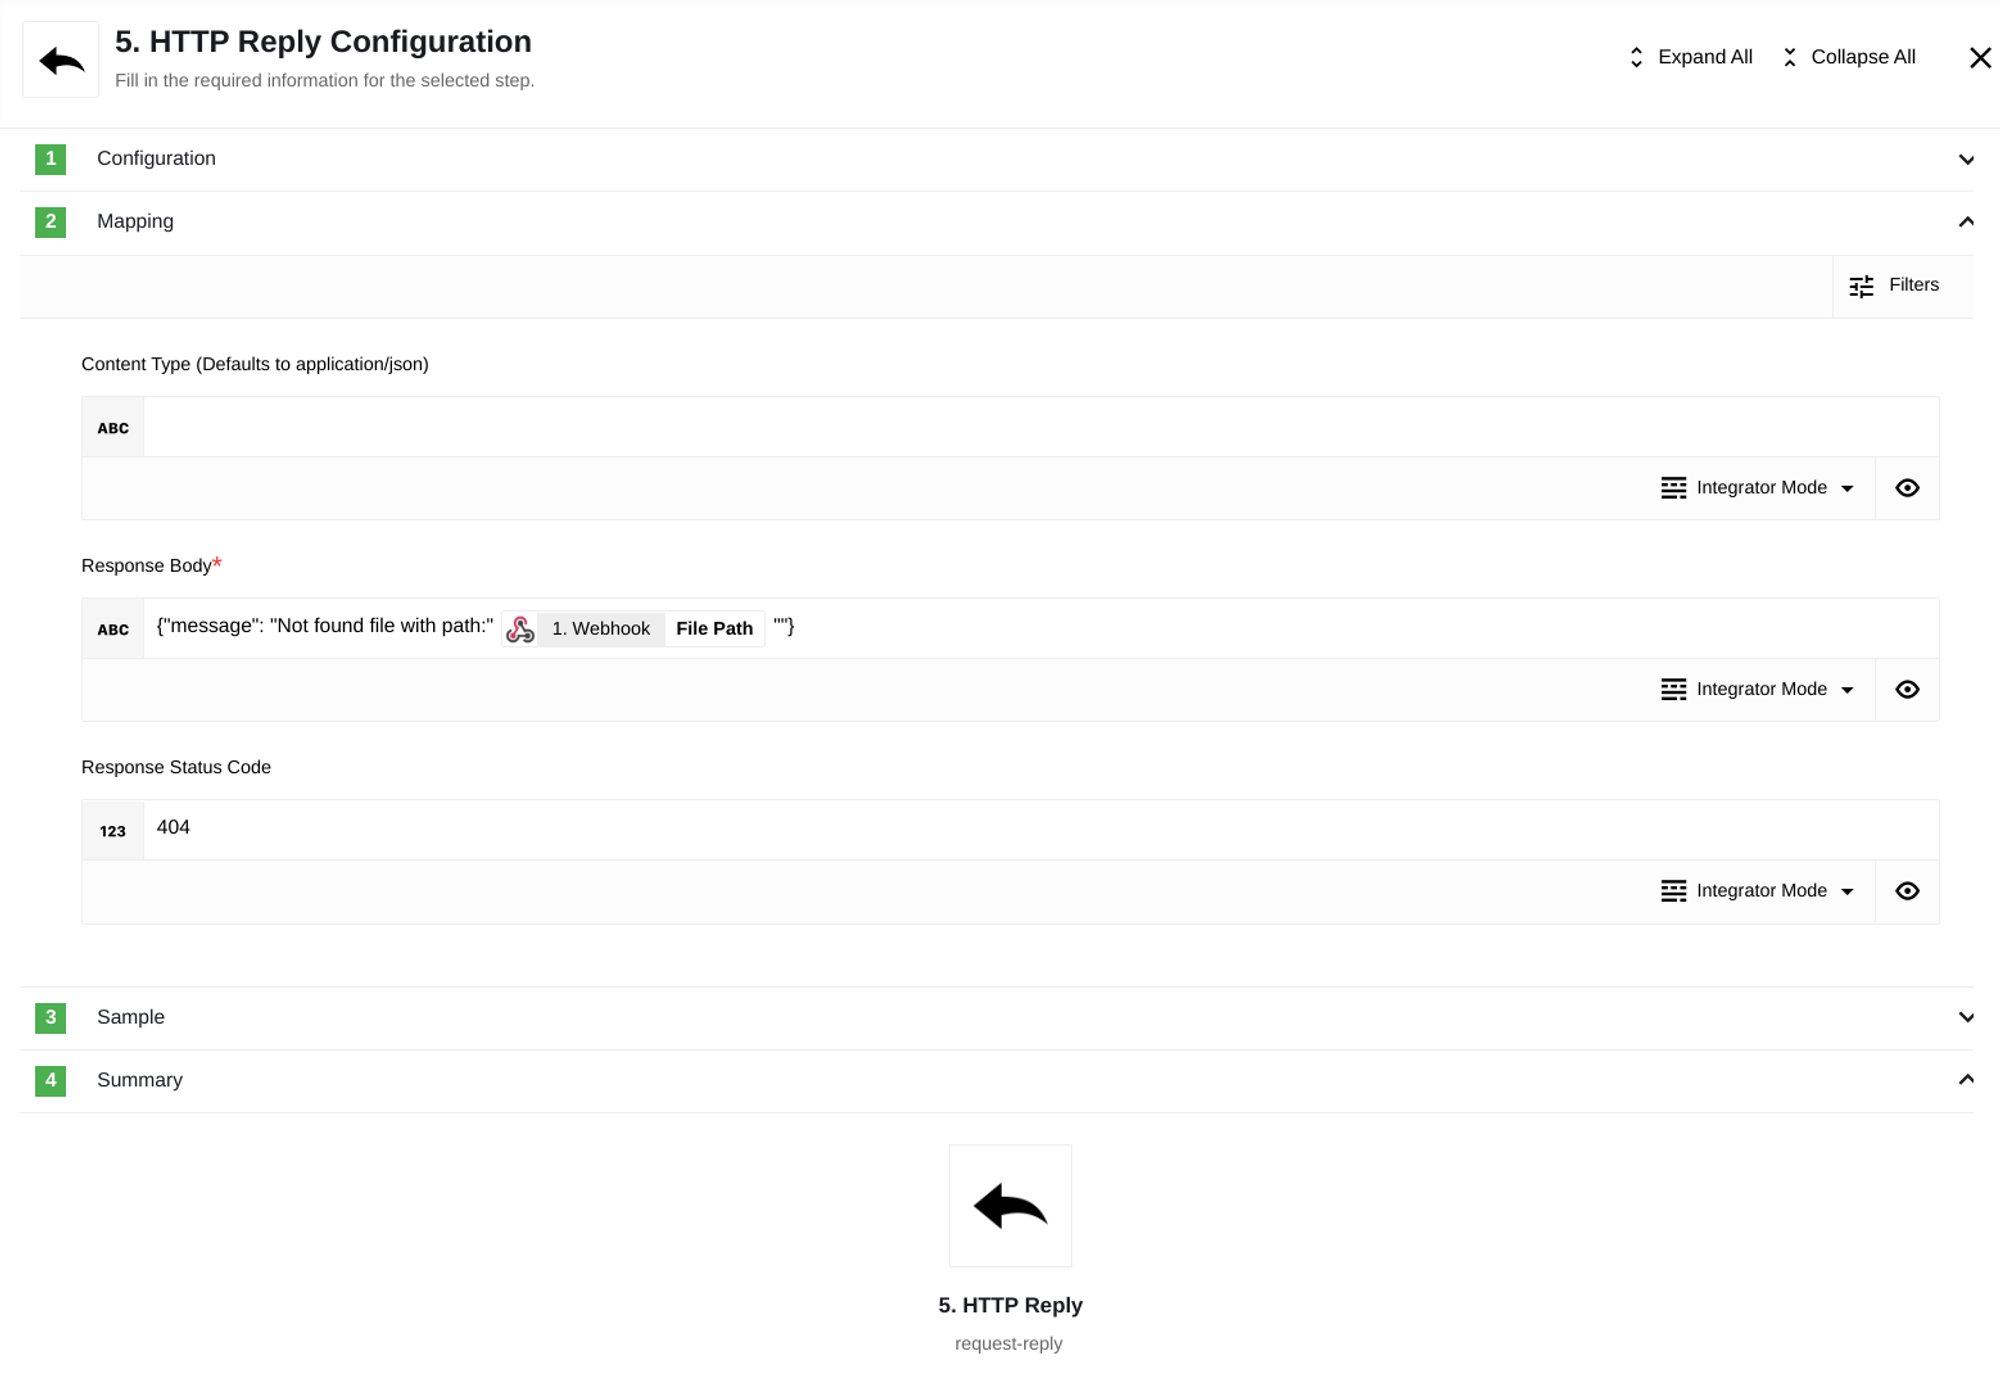 5. HTTP Reply Configuration
Fill in the required information for the selected step.
Expand All
Collapse All
1 Configuration
2 Mapping
Filters
Content Type (Defaults to application/json)
ABC
Integrator Mode
Response Body*
ABC {"message": "Not found file with path:" 1. Webhook File Path ""}
Integrator Mode
Response Status Code
123 404
Integrator Mode
3 Sample
4 Summary
5. HTTP Reply
request-reply